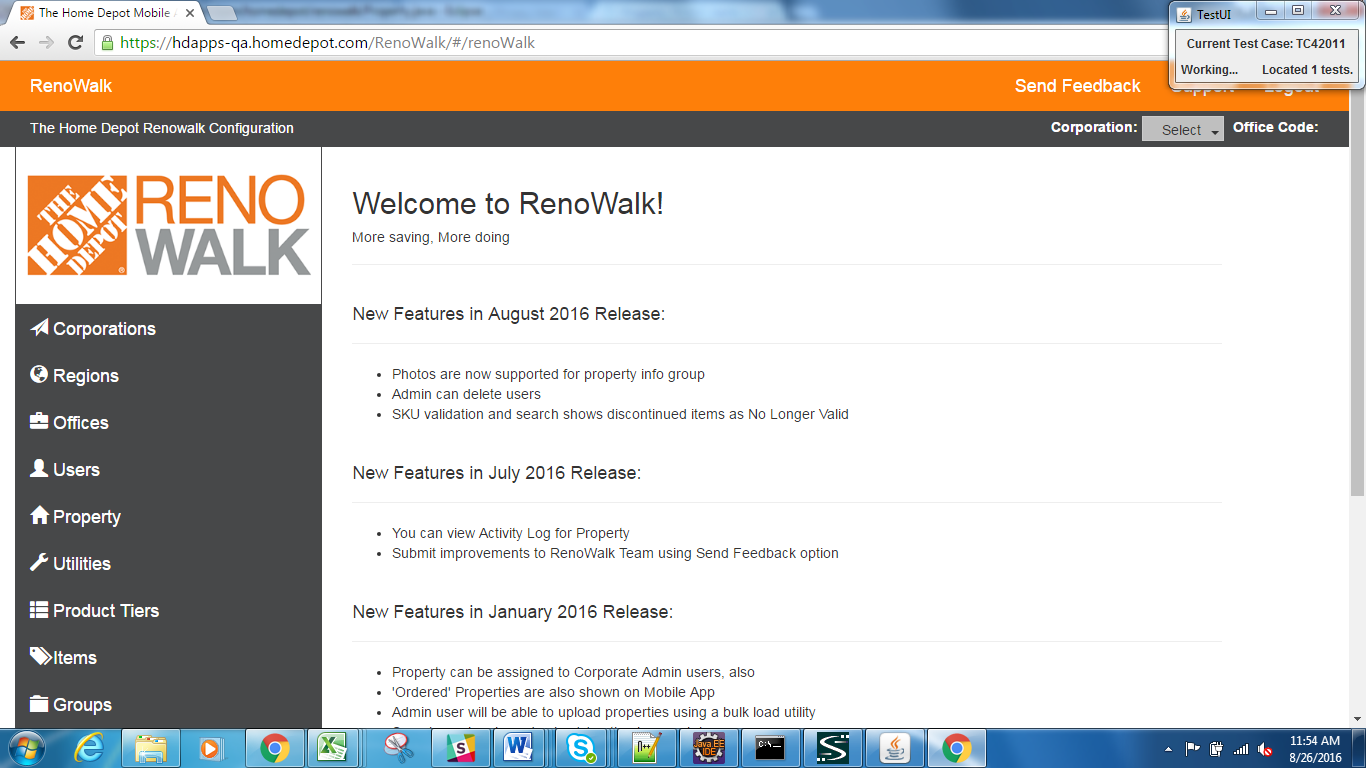 The Home Depot Mobile
TestUI
Current Test Case: TC42011
Working... Located 1 tests.
https://hdapps-qa.homedepot.com/RenoWalk/#/renoWalk
RenoWalk Send Feedback Support Logout
The Home Depot Renowalk Configuration Corporation: Select Office Code:
THE HOME DEPOT RENO WALK
Welcome to RenoWalk!
More saving, More doing
New Features in August 2016 Release:
Photos are now supported for property info group
Admin can delete users
SKU validation and search shows discontinued items as No Longer Valid
New Features in July 2016 Release:
You can view Activity Log for Property
Submit improvements to RenoWalk Team using Send Feedback option
New Features in January 2016 Release:
Property can be assigned to Corporate Admin users, also
'Ordered' Properties are also shown on Mobile App
Admin user will be able to upload properties using a bulk load utility
Corporations
Regions
Offices
Users
Property
Utilities
Product Tiers
Items
Groups
Java EE
IDE
C:\
11:54 AM
8/26/2016